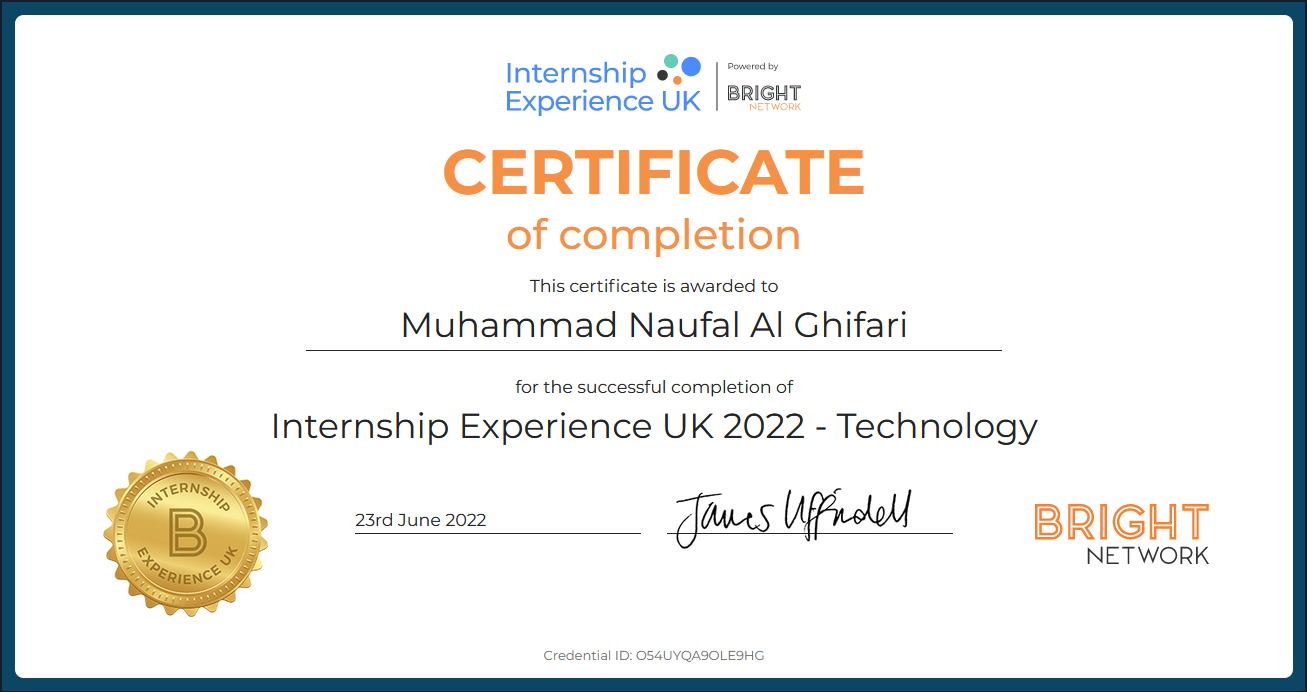 Internship
Experience UK
Powered by
BRIGHT
NETWORK
CERTIFICATE
of completion
This certificate is awarded to
Muhammad Naufal Al Ghifari
for the successful completion of
Internship Experience UK 2022 - Technology
INTERNSHIP
B
EXPERIENCE UK
23rd June 2022
James Uffindell
BRIGHT
NETWORK
Credential ID: O54UYQA9OLE9HG